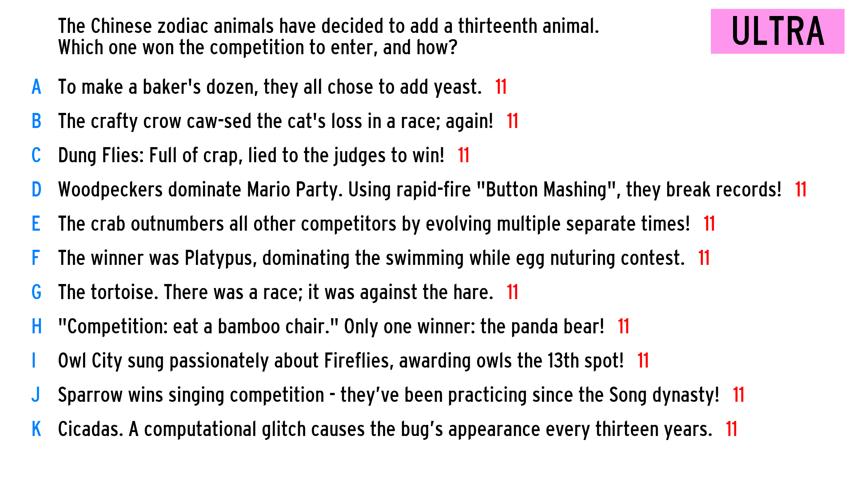 The Chinese zodiac animals have decided to add a thirteenth animal.
Which one won the competition to enter, and how?
ULTRA
A To make a baker's dozen, they all chose to add yeast. 11
B The crafty crow caw-sed the cat's loss in a race; again! 11
C Dung Flies: Full of crap, lied to the judges to win! 11
D Woodpeckers dominate Mario Party. Using rapid-fire "Button Mashing", they break records! 11
E The crab outnumbers all other competitors by evolving multiple separate times! 11
F The winner was Platypus, dominating the swimming while egg nuturing contest. 11
G The tortoise. There was a race; it was against the hare. 11
H "Competition: eat a bamboo chair." Only one winner: the panda bear! 11
I Owl City sung passionately about Fireflies, awarding owls the 13th spot! 11
J Sparrow wins singing competition - they've been practicing since the Song dynasty! 11
K Cicadas. A computational glitch causes the bug's appearance every thirteen years. 11